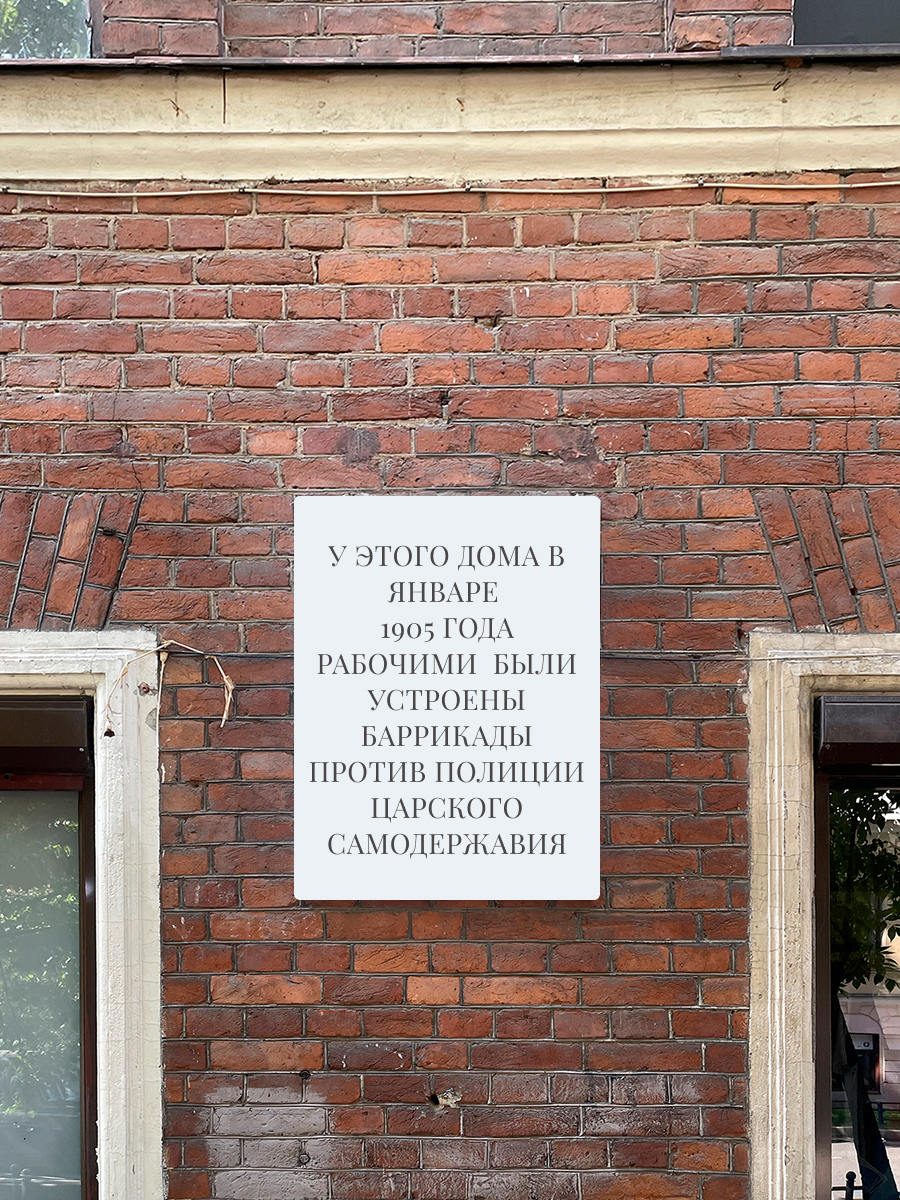 У ЭТОГО ДОМА В
ЯНВАРЕ
1905 ГОДА
РАБОЧИМИ  БЫЛИ
УСТРОЕНЫ
БАРРИКАДЫ
ПРОТИВ ПОЛИЦИИ
ЦАРСКОГО
САМОДЕРЖАВИЯ